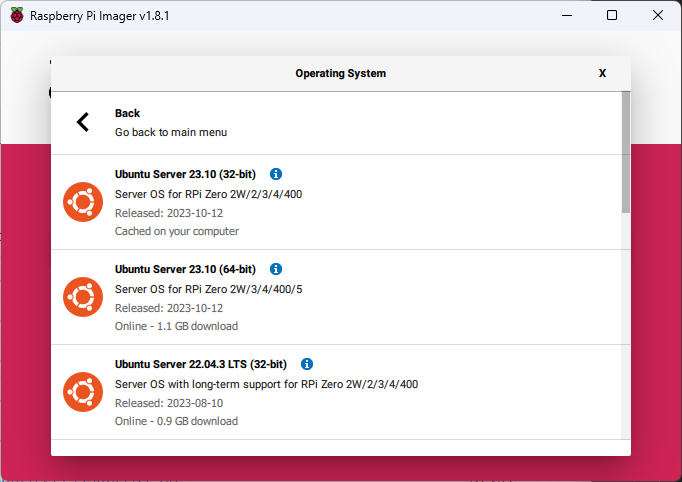 Raspberry Pi Imager v1.8.1
Operating System
X
Back
Go back to main menu
Ubuntu Server 23.10 (32-bit)
Server OS for RPi Zero 2W/2/3/4/400
Released: 2023-10-12
Cached on your computer
Ubuntu Server 23.10 (64-bit)
Server OS for RPi Zero 2W/3/4/400/5
Released: 2023-10-12
Online - 1.1 GB download
Ubuntu Server 22.04.3 LTS (32-bit)
Server OS with long-term support for RPi Zero 2W/2/3/4/400
Released: 2023-08-10
Online - 0.9 GB download